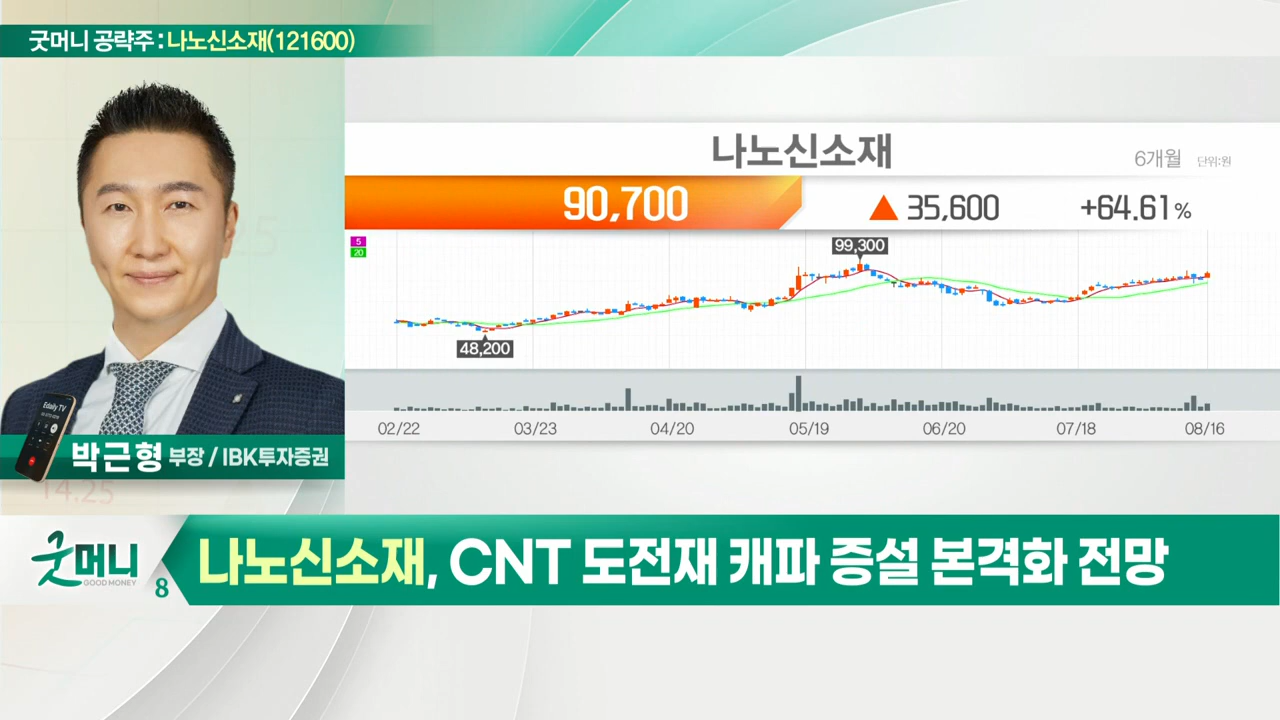 굿머니 공략주 : 나노신소재(121600)
나노신소재
6개월 단위:원
90,700 ▲ 35,600 +64.61%
5
20
99,300
48,200
02/22 03/23 04/20 05/19 06/20 07/18 08/16
Edaily TV
박근형 부장 / IBK투자증권
14.25
굿머니
GOOD MONEY
8
나노신소재, CNT 도전재 캐파 증설 본격화 전망